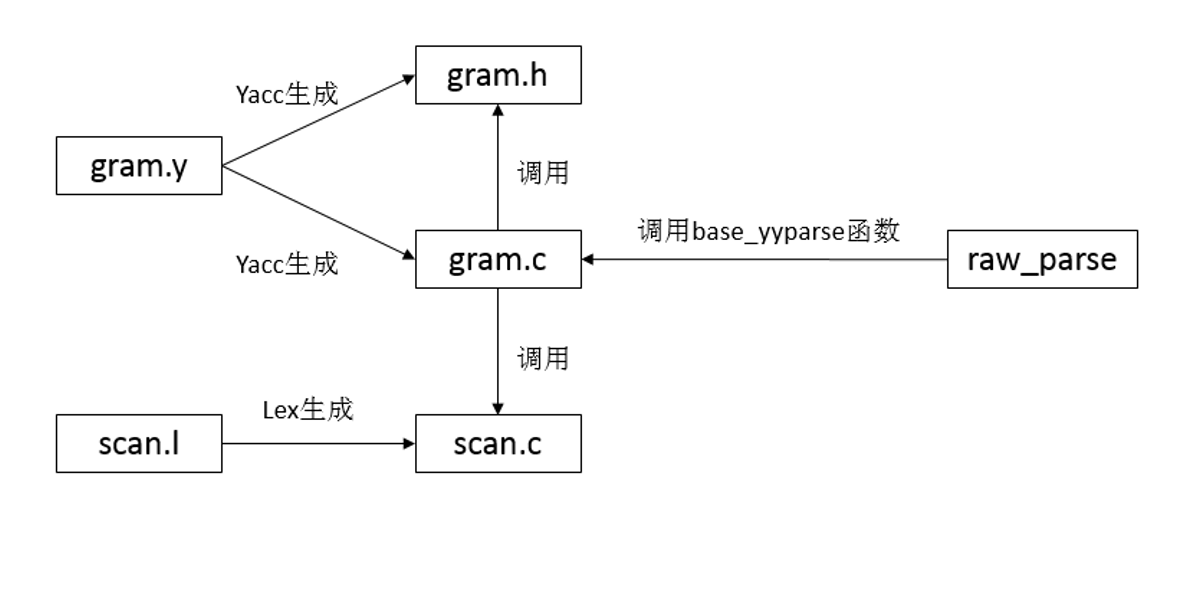 gram.h
Yacc生成
gram.y
调用
调用base_yyparse函数
Yacc生成
gram.c
raw_parse
调用
Lex生成
scan.l
scan.c